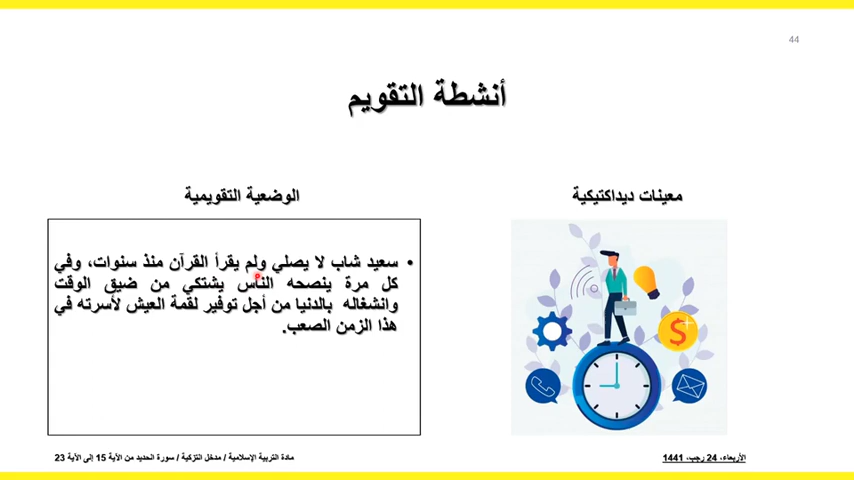 44
أنشطة التقويم
معينات ديداكتيكية
الوضعية التقويمية
• سعيد شاب لا يصلي ولم يقرأ القرآن منذ سنوات، وفي
كل مرة ينصحه الناس يشتكي من ضيق الوقت
وانشغاله بالدنيا من أجل توفير لقمة العيش لأسرته في
هذا الزمن الصعب.
الأربعاء، 24 رجب، 1441
مادة التربية الإسلامية / مدخل التزكية / سورة الحديد من الآية 15 إلى الآية 23